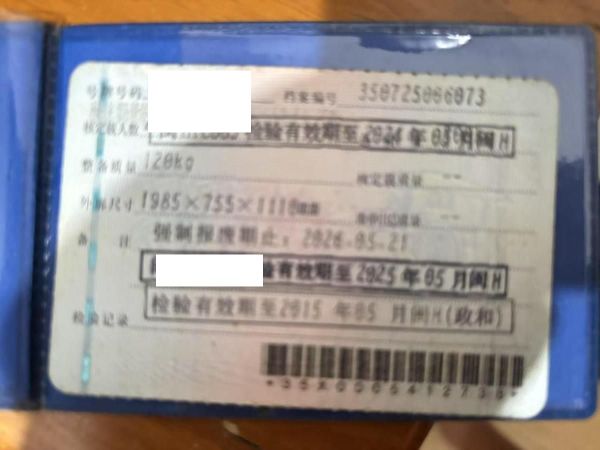 号牌号码 档案编号 350725066073
核定载人数 检验有效期至2024年05月闽H
整备质量 120kg 核定载质量 --
外廓尺寸 1985×755×1110mm 准牵引总质量 --
备 注 强制报废期止：2026.05.21
检验有效期至2025年05月闽H
检验有效期至2015年05月闽H(政和)
检验记录